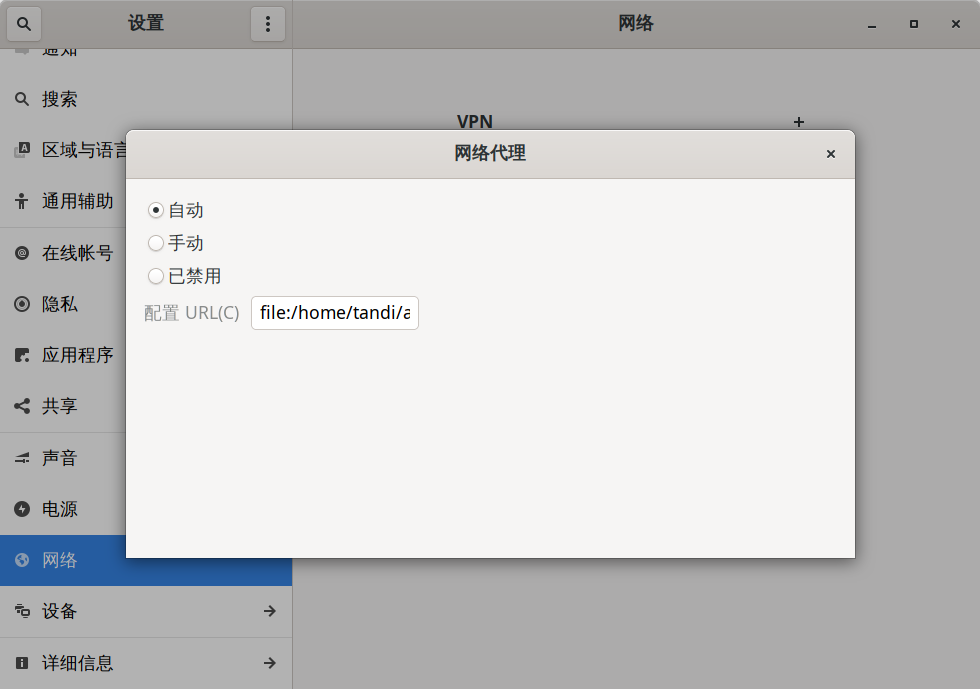 设置
网络
通知
搜索
VPN
区域与语言
网络代理
通用辅助
自动
手动
在线帐号
已禁用
隐私
配置 URL(C)
file:/home/tandi/a
应用程序
共享
声音
电源
网络
设备
详细信息